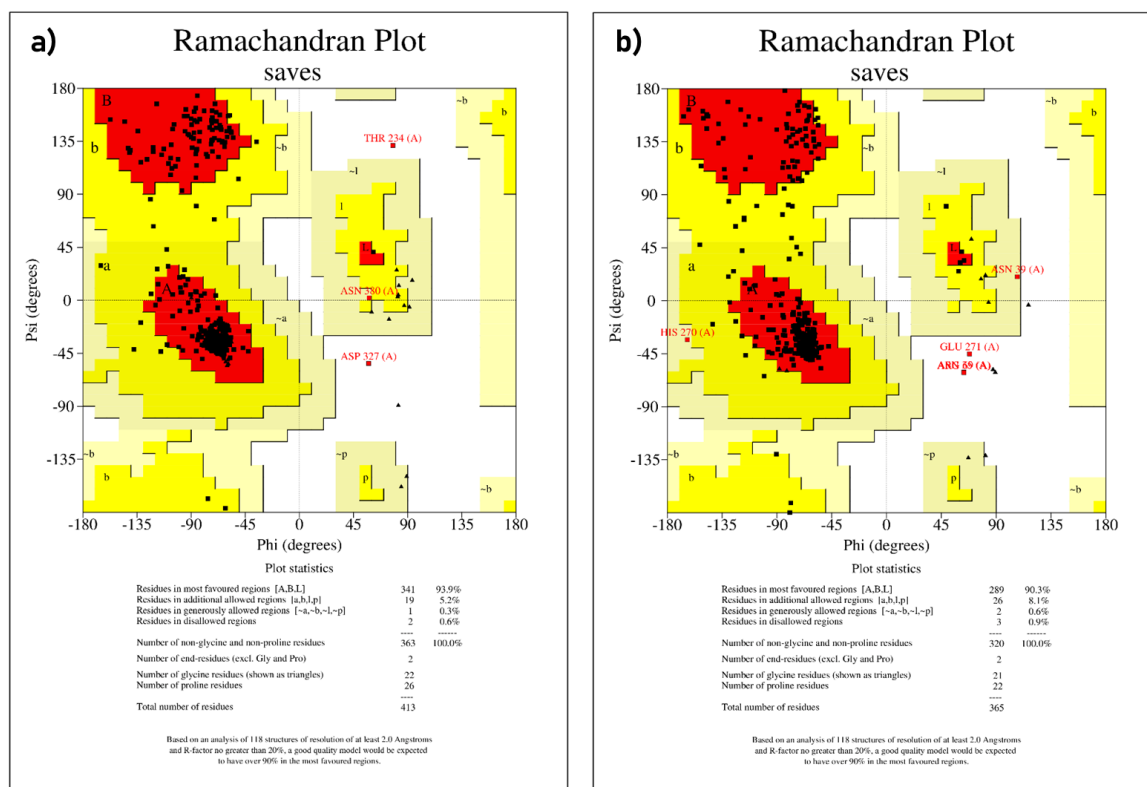 a)
Ramachandran Plot
saves
B
b
~b
b
~b
b
THR 234 (A)
~l
l
L
a
A
ASN 380 (A)
~a
ASP 327 (A)
~b
b
~p
p
~b
180
135
90
45
0
-45
-90
-135
Psi (degrees)
-180
-135
-90
-45
0
45
90
135
180
Phi (degrees)
Plot statistics
Residues in most favoured regions [A,B,L] 341 93.9%
Residues in additional allowed regions [a,b,l,p] 19 5.2%
Residues in generously allowed regions [~a,~b,~l,~p] 1 0.3%
Residues in disallowed regions 2 0.6%
---- ------
Number of non-glycine and non-proline residues 363 100.0%
Number of end-residues (excl. Gly and Pro) 2
Number of glycine residues (shown as triangles) 22
Number of proline residues 26
----
Total number of residues 413
Based on an analysis of 118 structures of resolution of at least 2.0 Angstroms
and R-factor no greater than 20%, a good quality model would be expected
to have over 90% in the most favoured regions.
b)
Ramachandran Plot
saves
B
b
~b
b
~b
b
~l
l
L
a
A
ASN 39 (A)
~a
HIS 270 (A)
GLU 271 (A)
~b
b
~p
p
~b
180
135
90
45
0
-45
-90
-135
Psi (degrees)
-180
-135
-90
-45
0
45
90
135
180
Phi (degrees)
Plot statistics
Residues in most favoured regions [A,B,L] 289 90.3%
Residues in additional allowed regions [a,b,l,p] 26 8.1%
Residues in generously allowed regions [~a,~b,~l,~p] 2 0.6%
Residues in disallowed regions 3 0.9%
---- ------
Number of non-glycine and non-proline residues 320 100.0%
Number of end-residues (excl. Gly and Pro) 2
Number of glycine residues (shown as triangles) 21
Number of proline residues 22
----
Total number of residues 365
Based on an analysis of 118 structures of resolution of at least 2.0 Angstroms
and R-factor no greater than 20%, a good quality model would be expected
to have over 90% in the most favoured regions.